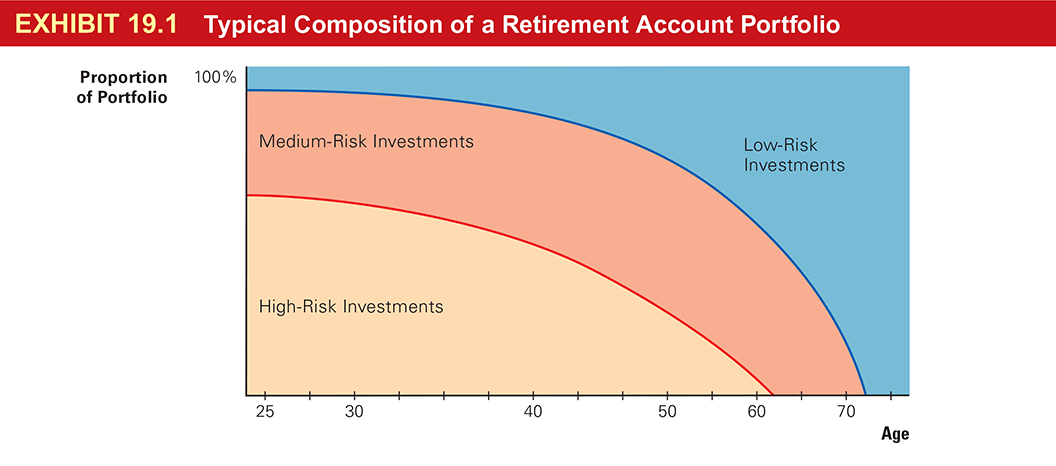 EXHIBIT 19.1 Typical Composition of a Retirement Account Portfolio
Proportion
of Portfolio
100%
Medium-Risk Investments
Low-Risk
Investments
High-Risk Investments
25 30 40 50 60 70
Age